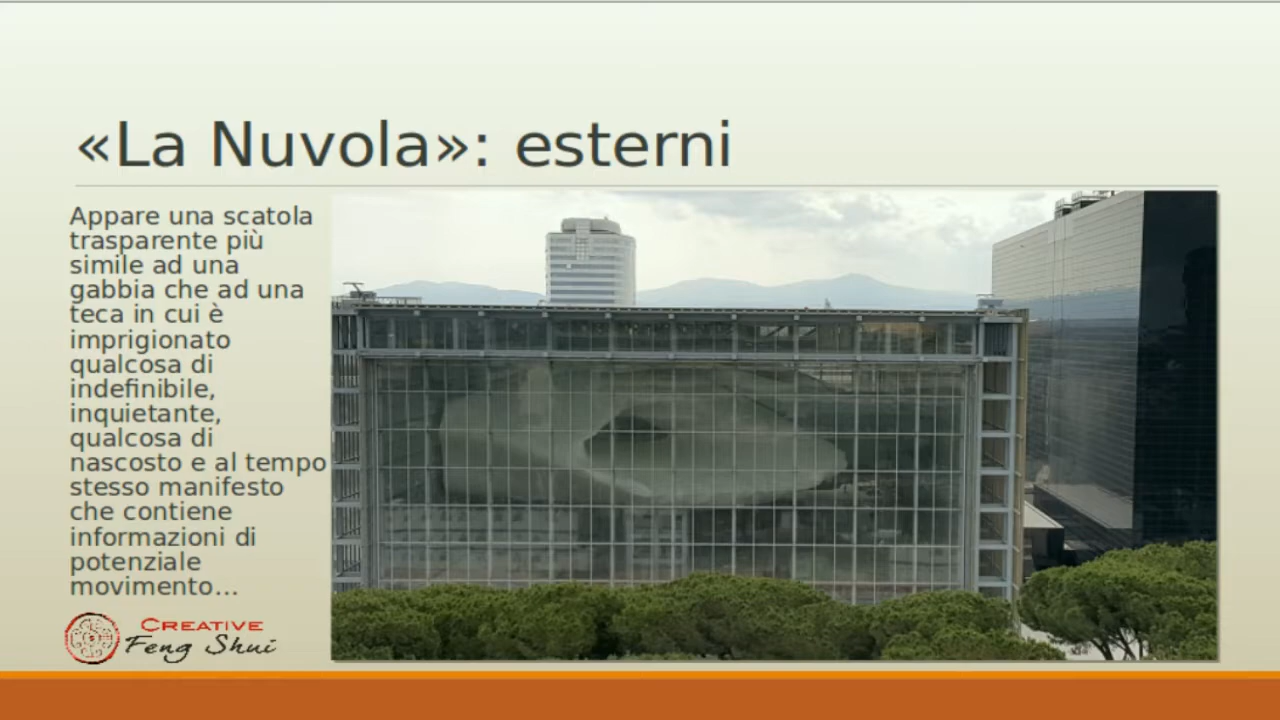 «La Nuvola»: esterni
Appare una scatola
trasparente più
simile ad una
gabbia che ad una
teca in cui è
imprigionato
qualcosa di
indefinibile,
inquietante,
qualcosa di
nascosto e al tempo
stesso manifesto
che contiene
informazioni di
potenziale
movimento...
CREATIVE
Feng Shui